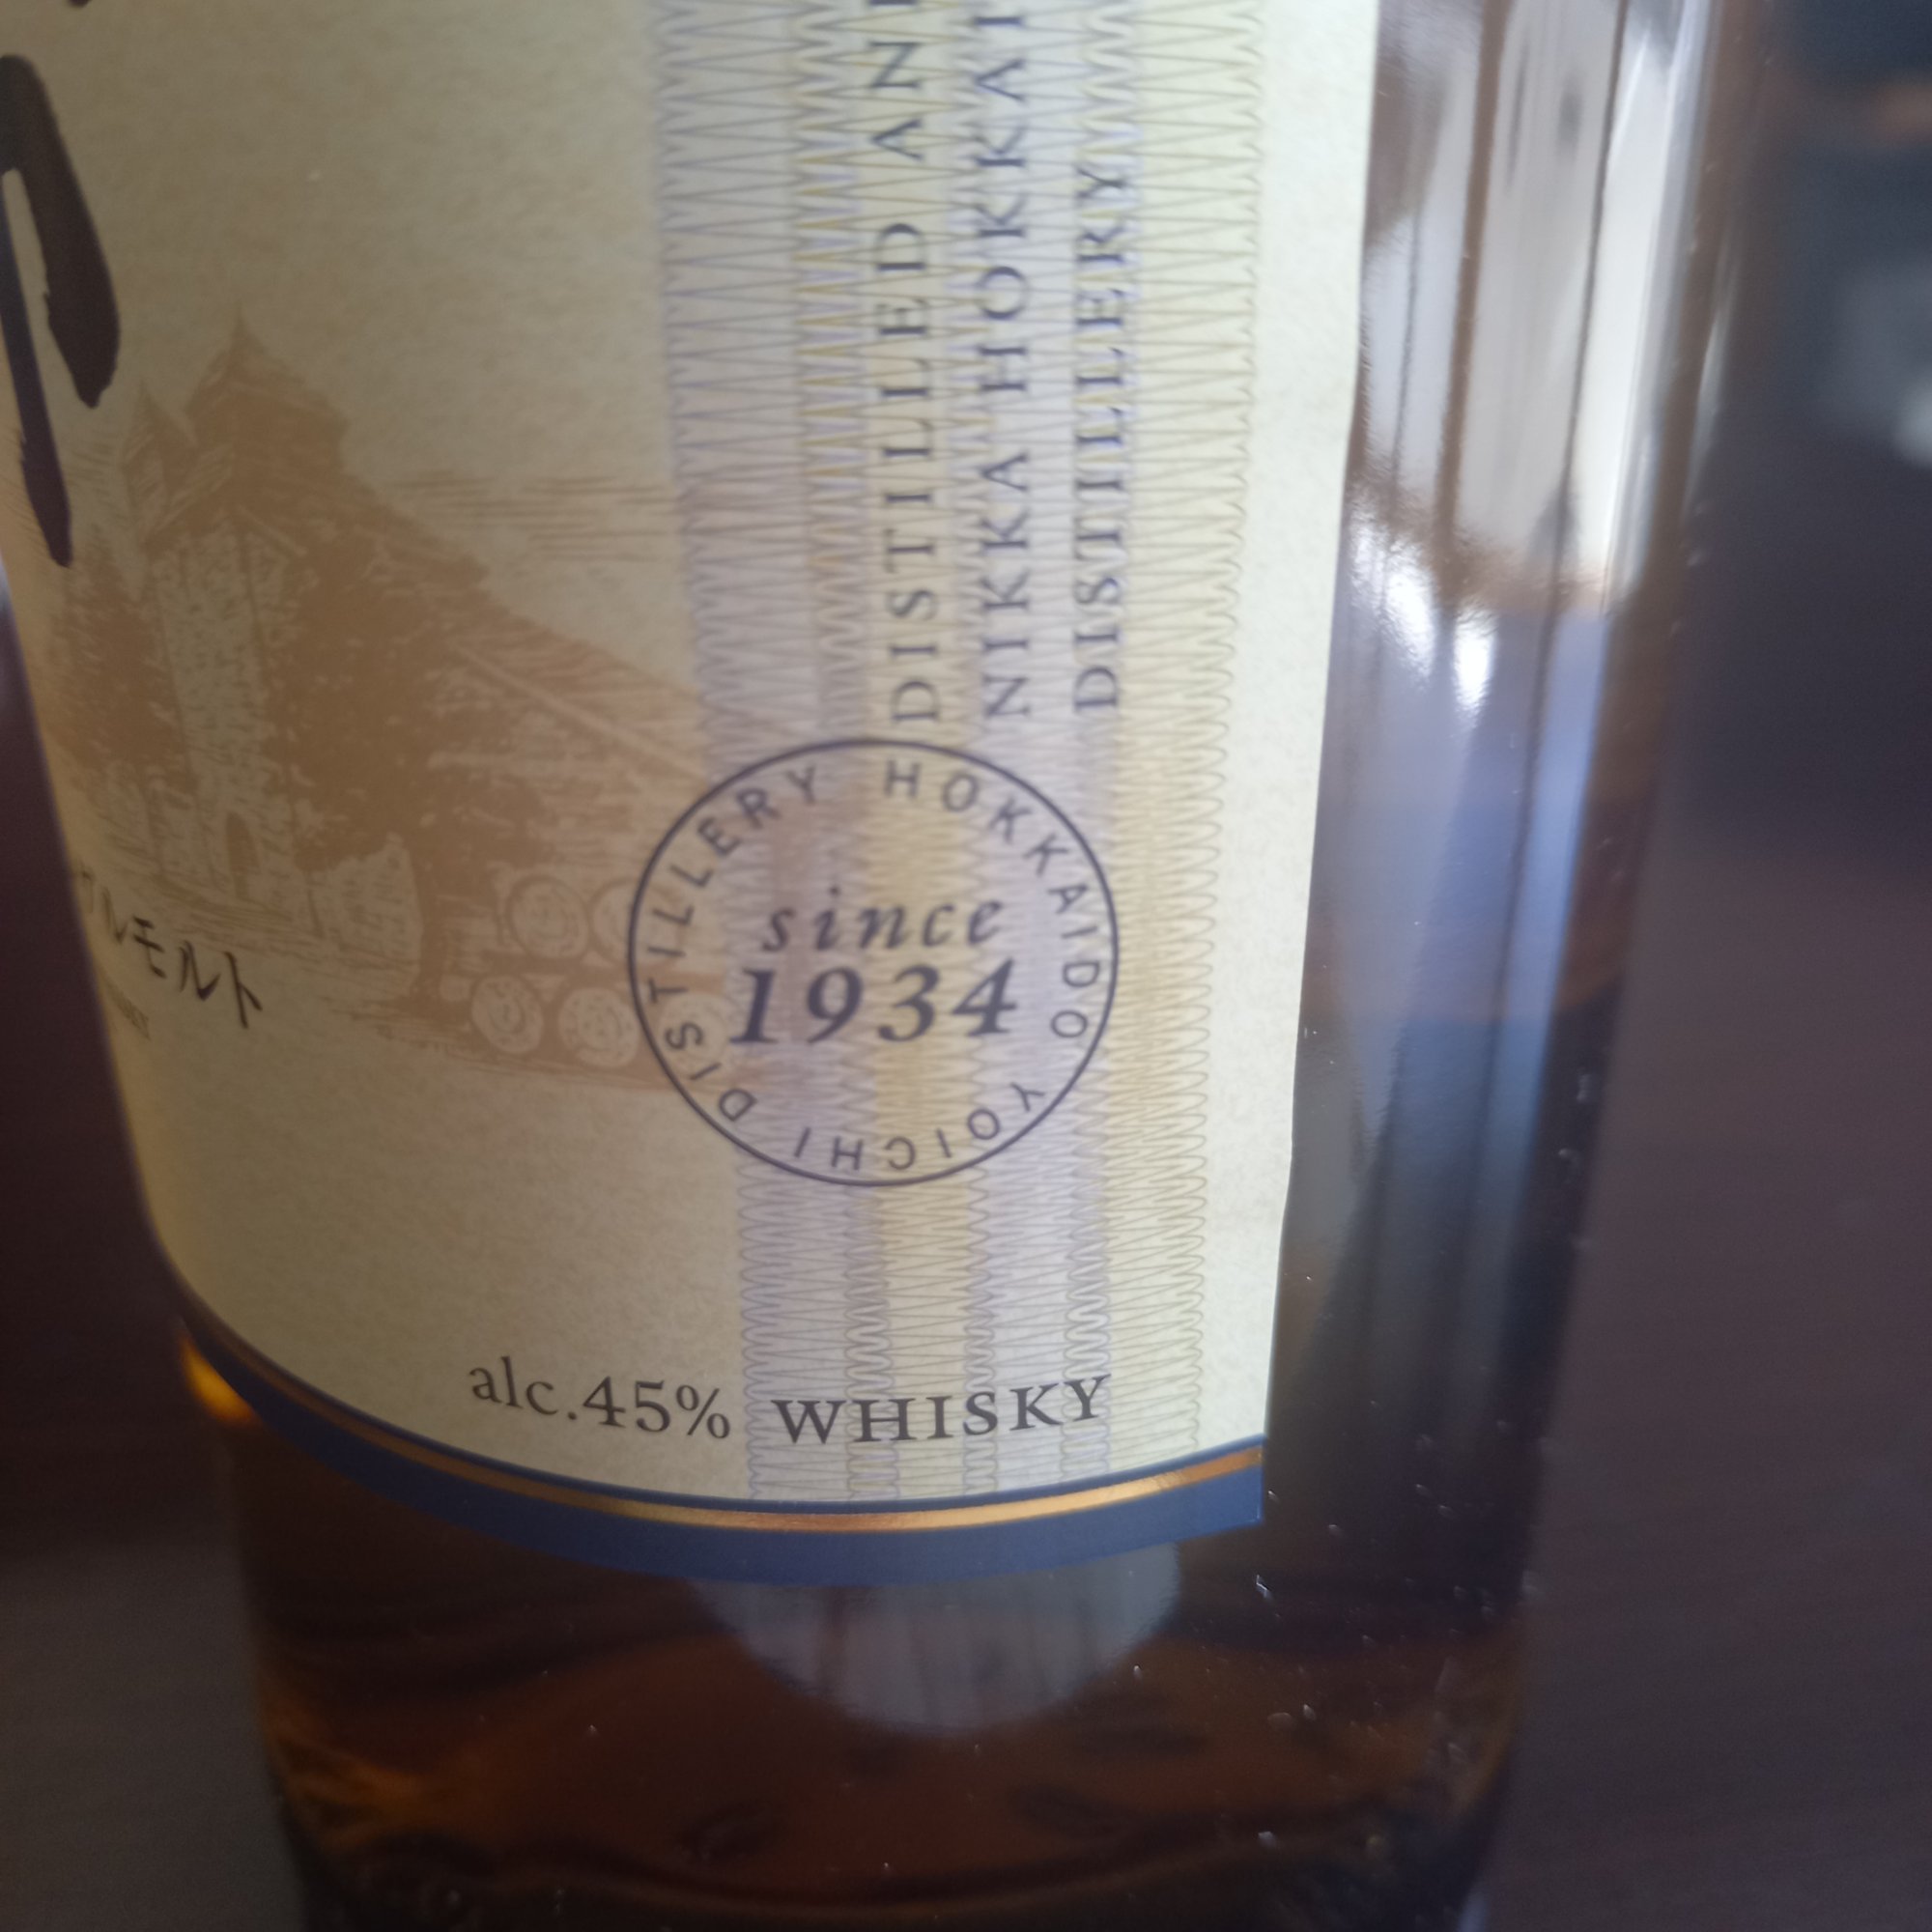 DISTILLED AN
NIKKA HOKKAI
DISTILLERY
DISTILLERY HOKKAIDO YOICHI
since
1934
ルモルト
alc.45% WHISKY